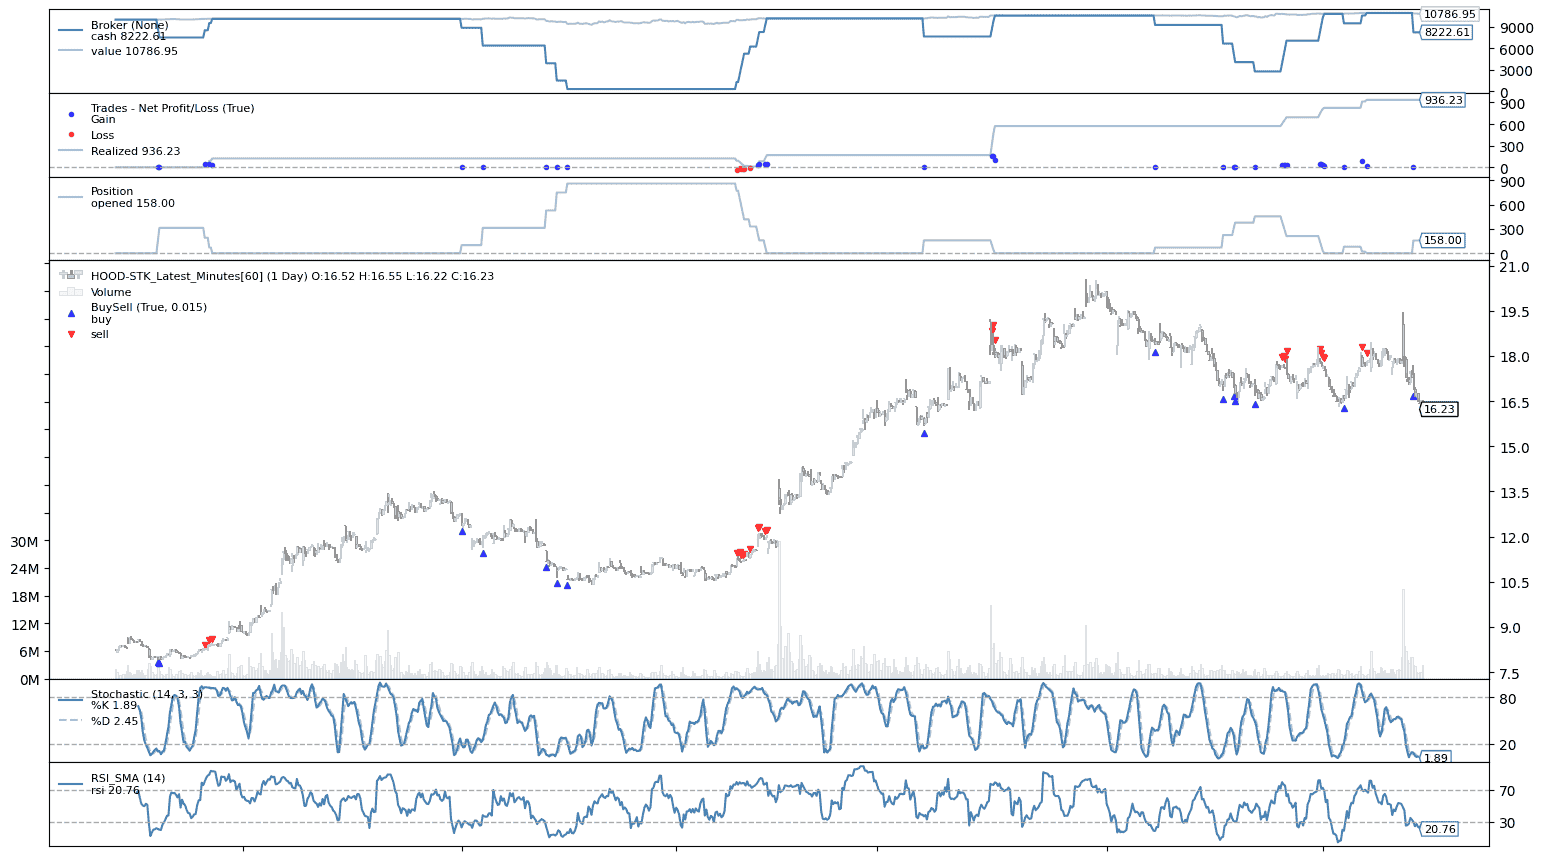 Broker (None)
cash 8222.61
value 10786.95
10786.95
9000
8222.61
6000
3000
0
Trades - Net Profit/Loss (True)
Gain
Loss
Realized 936.23
936.23
900
600
300
0
Position
opened 158.00
900
600
300
158.00
0
HOOD-STK_Latest_Minutes[60] (1 Day) O:16.52 H:16.55 L:16.22 C:16.23
Volume
BuySell (True, 0.015)
buy
sell
21.0
19.5
18.0
16.5
16.23
15.0
13.5
12.0
10.5
9.0
7.5
30M
24M
18M
12M
6M
0M
Stochastic (14, 3, 3)
%K 1.89
%D 2.45
80
20
1.89
RSI_SMA (14)
rsi 20.76
70
30
20.76